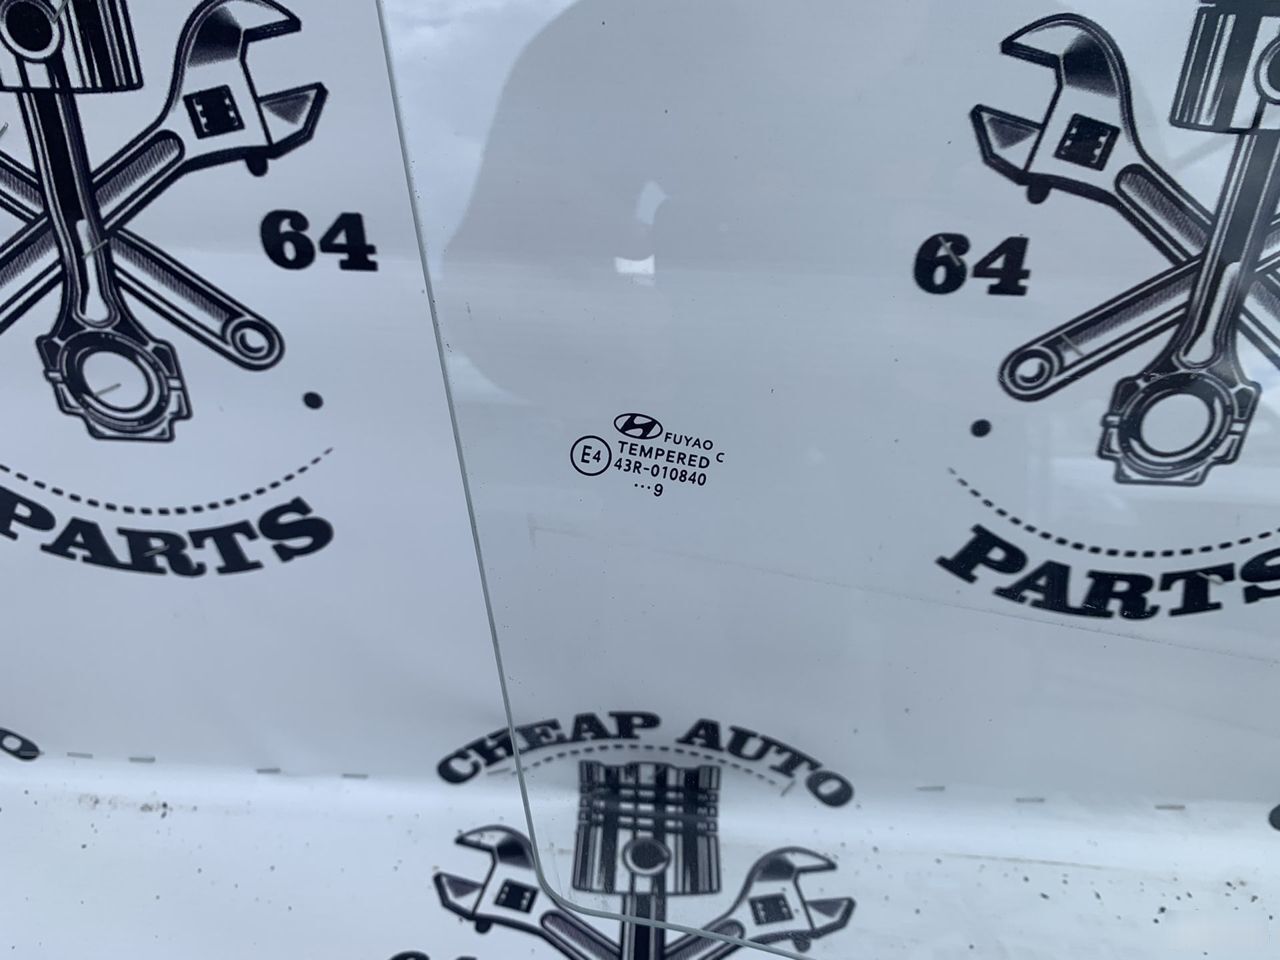 64
64
FUYAO C
E4
TEMPERED
43R-010840
...9
PARTS
PARTS
CHEAP AUTO